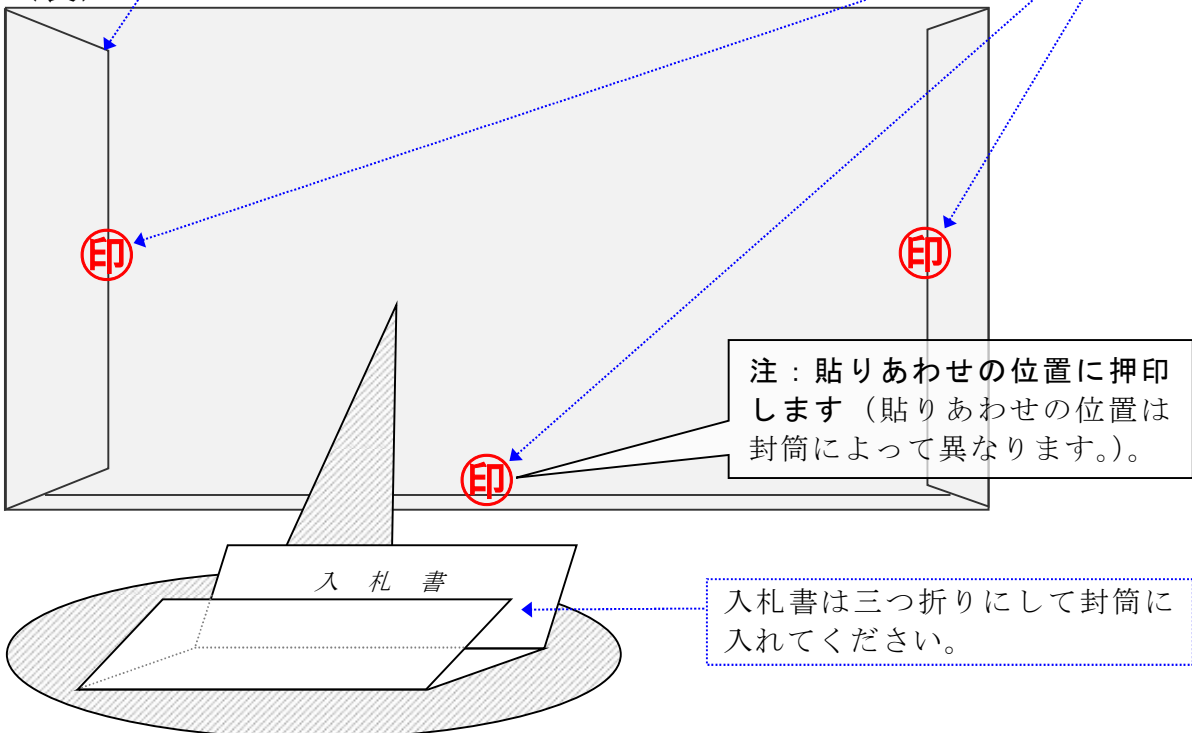 印
印
注：貼りあわせの位置に押印
します（貼りあわせの位置は
封筒によって異なります。）。
印
入 札 書
入札書は三つ折りにして封筒に
入れてください。